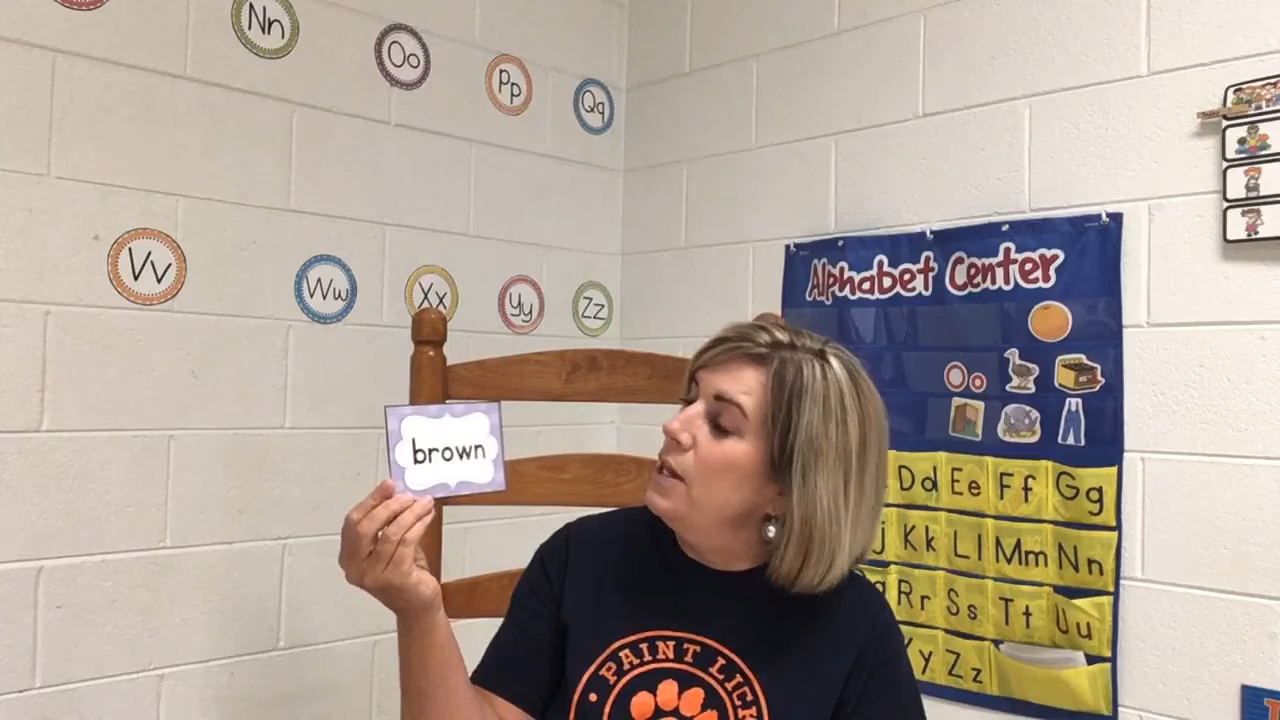 Nn
Oo
Pp
Qq
Vv
Ww
Xx
Yy
Zz
Alphabet Center
brown
Dd Ee Ff Gg
j Kk Ll Mm Nn
Rr Ss Tt Uu
Yy Zz
PAINT LICK